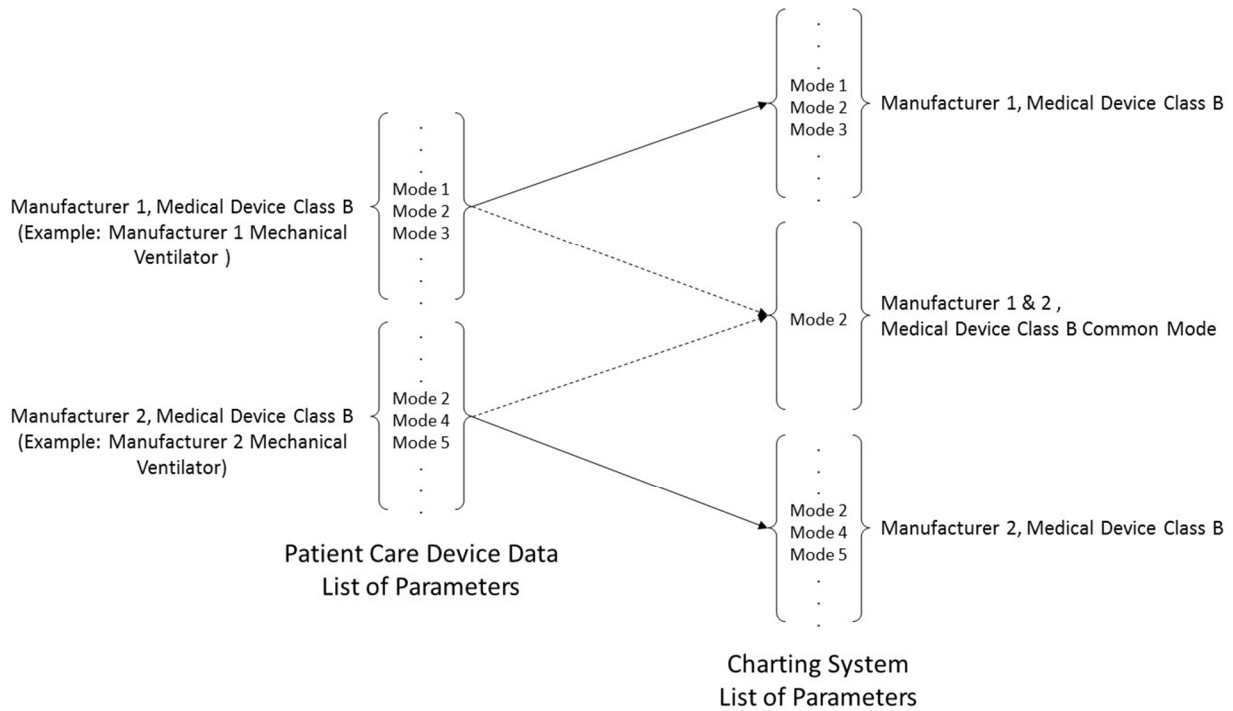 Manufacturer 1, Medical Device Class B
(Example: Manufacturer 1 Mechanical
Ventilator )
Mode 1
Mode 2
Mode 3
Manufacturer 2, Medical Device Class B
(Example: Manufacturer 2 Mechanical
Ventilator)
Mode 2
Mode 4
Mode 5
Patient Care Device Data
List of Parameters
Mode 1
Mode 2
Mode 3
Manufacturer 1, Medical Device Class B
Mode 2
Manufacturer 1 & 2 ,
Medical Device Class B Common Mode
Mode 2
Mode 4
Mode 5
Manufacturer 2, Medical Device Class B
Charting System
List of Parameters